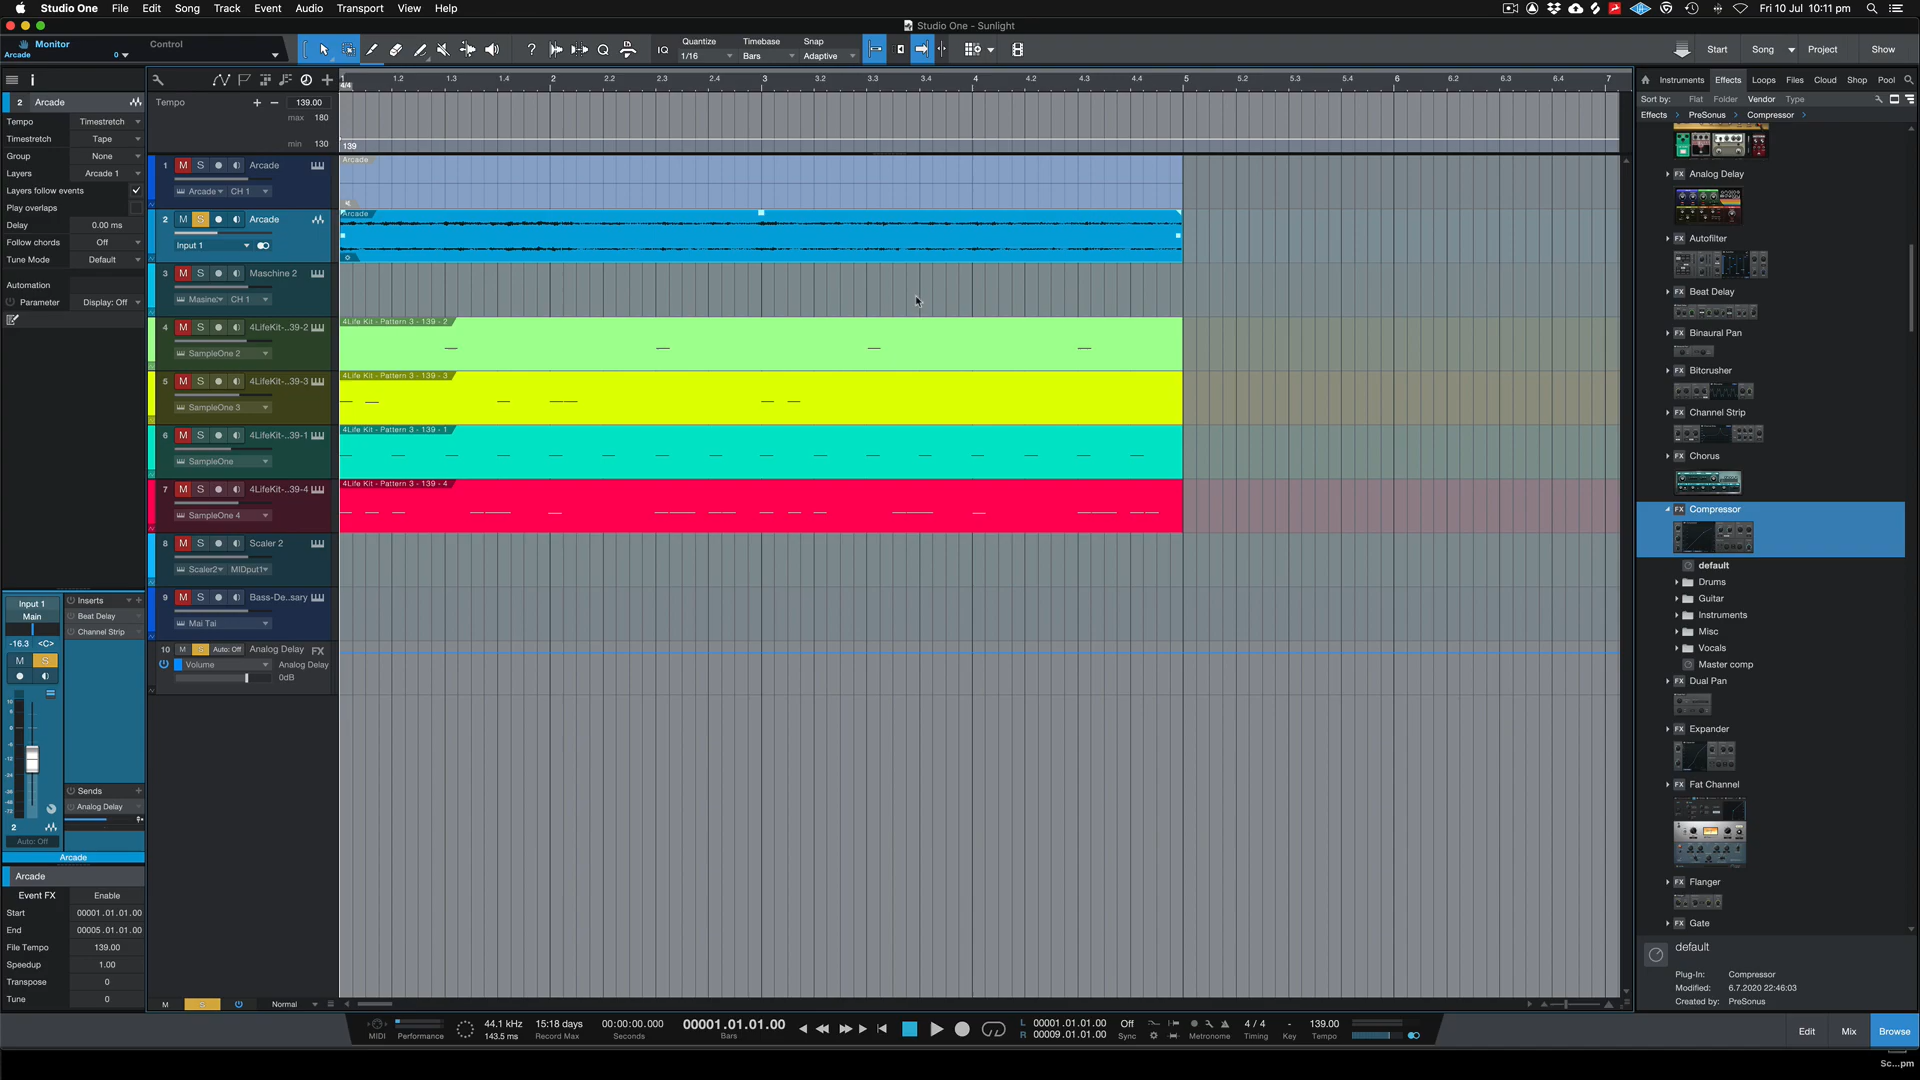 Studio One File Edit Song Track Event Audio Transport View Help
Fri 10 Jul 10:11 pm
Studio One - Sunlight
Monitor
Arcade 0
Control
IQ
Quantize
1/16
Timebase
Bars
Snap
Adaptive
Start Song Project Show
2 Arcade
Tempo Timestretch
Timestretch Tape
Group None
Layers Arcade 1
Layers follow events
Play overlaps
Delay 0.00 ms
Follow chords Off
Tune Mode Default
Automation
Parameter Display: Off
Input 1
Main
-16.3 <C>
M S
Inserts
Beat Delay
Channel Strip
Sends
Analog Delay
2
Auto: Off
Arcade
Arcade
Event FX Enable
Start 00001.01.01.00
End 00005.01.01.00
File Tempo 139.00
Speedup 1.00
Transpose 0
Tune 0
1 1.2 1.3 1.4 2 2.2 2.3 2.4 3 3.2 3.3 3.4 4 4.3 4.4 5 5.2 5.3 5.4 6 6.2 6.3 6.4 7
4/4
Tempo + − 139.00
max 180
min 130
139
1 M S Arcade
Arcade CH 1
Arcade
2 M S Arcade
Input 1
Arcade
3 M S Maschine 2
Masine CH 1
4 M S 4LifeKit-...39-2
SampleOne 2
4Life Kit - Pattern 3 - 139 - 2
5 M S 4LifeKit-...39-3
SampleOne 3
4Life Kit - Pattern 3 - 139 - 3
6 M S 4LifeKit-...39-1
SampleOne
4Life Kit - Pattern 3 - 139 - 1
7 M S 4LifeKit-...39-4
SampleOne 4
4Life Kit - Pattern 3 - 139 - 4
8 M S Scaler 2
Scaler2 MIDput1
9 M S Bass-De..sary
Mai Tai
10 M S Auto: Off Analog Delay FX
Volume Analog Delay
0dB
M S Normal
Instruments Effects Loops Files Cloud Shop Pool
Sort by: Flat Folder Vendor Type
Effects PreSonus Compressor
FX Analog Delay
FX Autofilter
FX Beat Delay
FX Binaural Pan
FX Bitcrusher
FX Channel Strip
FX Chorus
FX Compressor
default
Drums
Guitar
Instruments
Misc
Vocals
Master comp
FX Dual Pan
FX Expander
FX Fat Channel
FX Flanger
FX Gate
default
Plug-In: Compressor
Modified: 6.7.2020 22:46:03
Created by: PreSonus
MIDI
Performance
44.1 kHz
143.5 ms
15:18 days
Record Max
00:00:00.000
Seconds
00001.01.01.00
Bars
L 00001.01.01.00
R 00009.01.01.00
Off
Sync
Metronome
4 / 4
Timing
-
Key
139.00
Tempo
Edit Mix Browse
Sc...pm